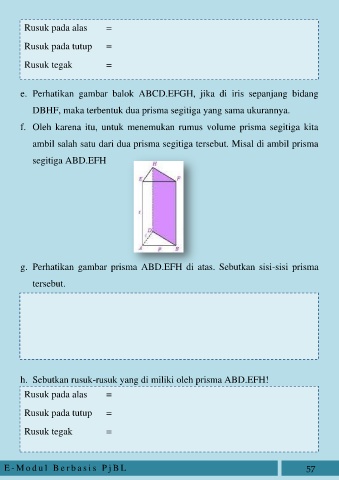 Rusuk pada alas =
Rusuk pada tutup =
Rusuk tegak =
e. Perhatikan gambar balok ABCD.EFGH, jika di iris sepanjang bidang
DBHF, maka terbentuk dua prisma segitiga yang sama ukurannya.
f. Oleh karena itu, untuk menemukan rumus volume prisma segitiga kita
ambil salah satu dari dua prisma segitiga tersebut. Misal di ambil prisma
segitiga ABD.EFH
H
E F
D
A B
g. Perhatikan gambar prisma ABD.EFH di atas. Sebutkan sisi-sisi prisma
tersebut.
h. Sebutkan rusuk-rusuk yang di miliki oleh prisma ABD.EFH!
Rusuk pada alas =
Rusuk pada tutup =
Rusuk tegak =
E-Modul Berbasis PjBL 57